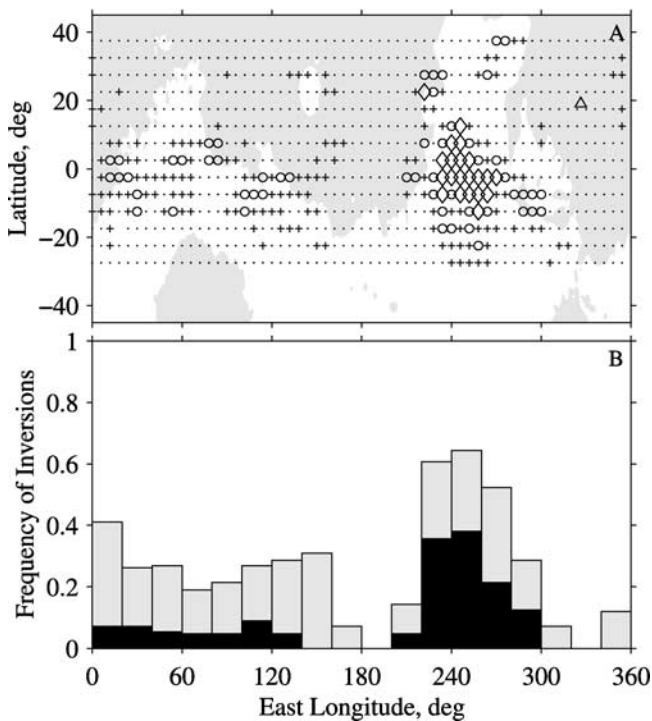 A
40
20
0
−20
−40
Latitude, deg
B
1
0.8
0.6
0.4
0.2
0
Frequency of Inversions
0 60 120 180 240 300 360
East Longitude, deg